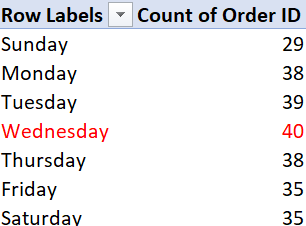 Row Labels Count of Order ID
Sunday 29
Monday 38
Tuesday 39
Wednesday 40
Thursday 38
Friday 35
Saturday 35